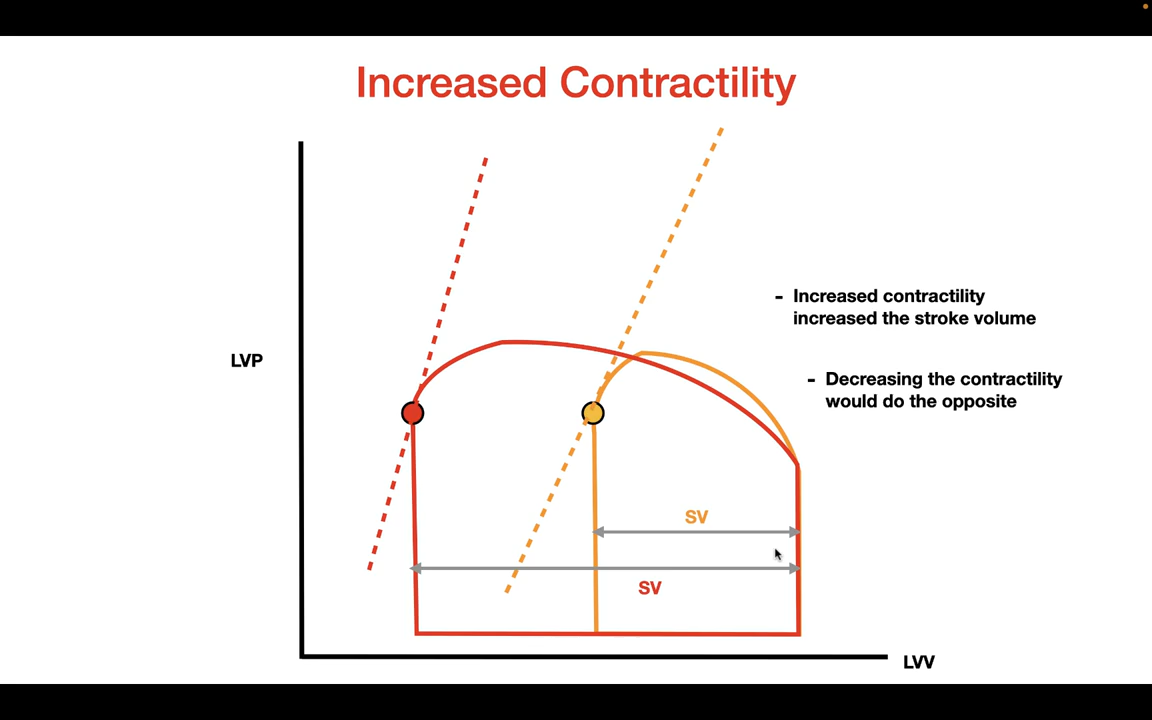 Increased Contractility
- Increased contractility
increased the stroke volume
LVP
- Decreasing the contractility
would do the opposite
SV
SV
LVV